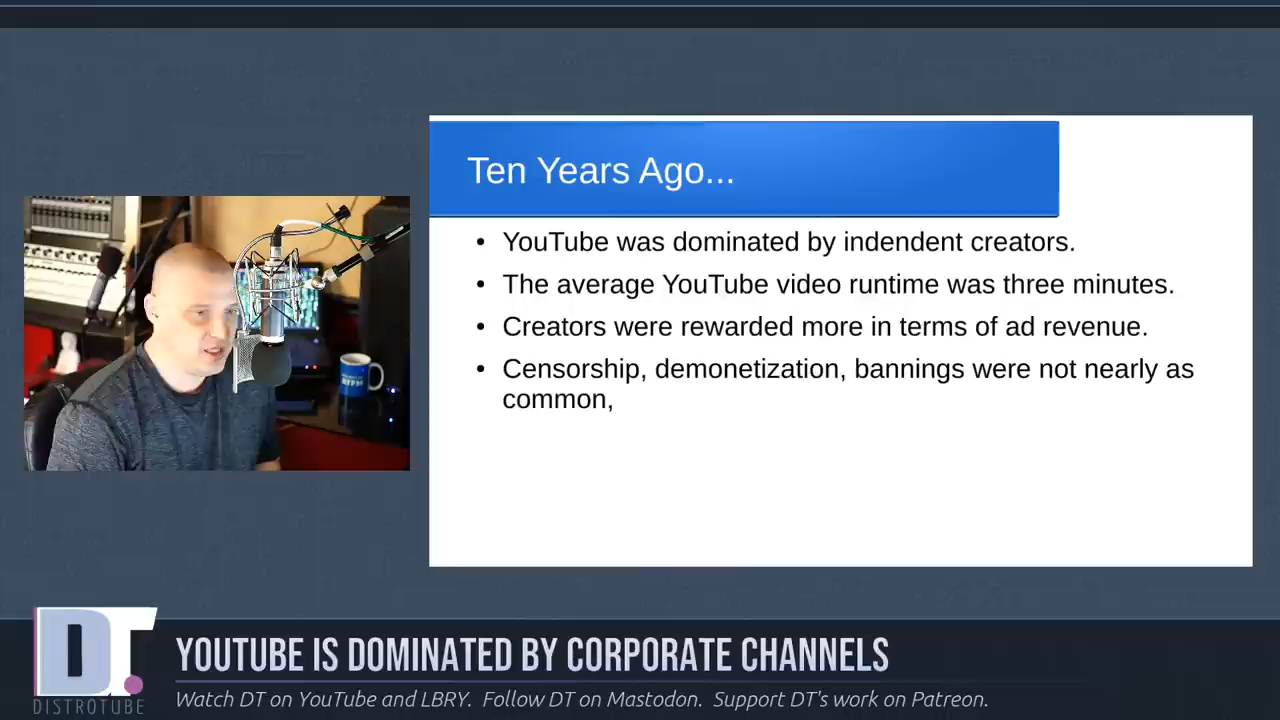 Ten Years Ago...
• YouTube was dominated by indendent creators.
• The average YouTube video runtime was three minutes.
• Creators were rewarded more in terms of ad revenue.
• Censorship, demonetization, bannings were not nearly as
common,
RTFM
DT
DISTROTUBE
YOUTUBE IS DOMINATED BY CORPORATE CHANNELS
Watch DT on YouTube and LBRY. Follow DT on Mastodon. Support DT's work on Patreon.